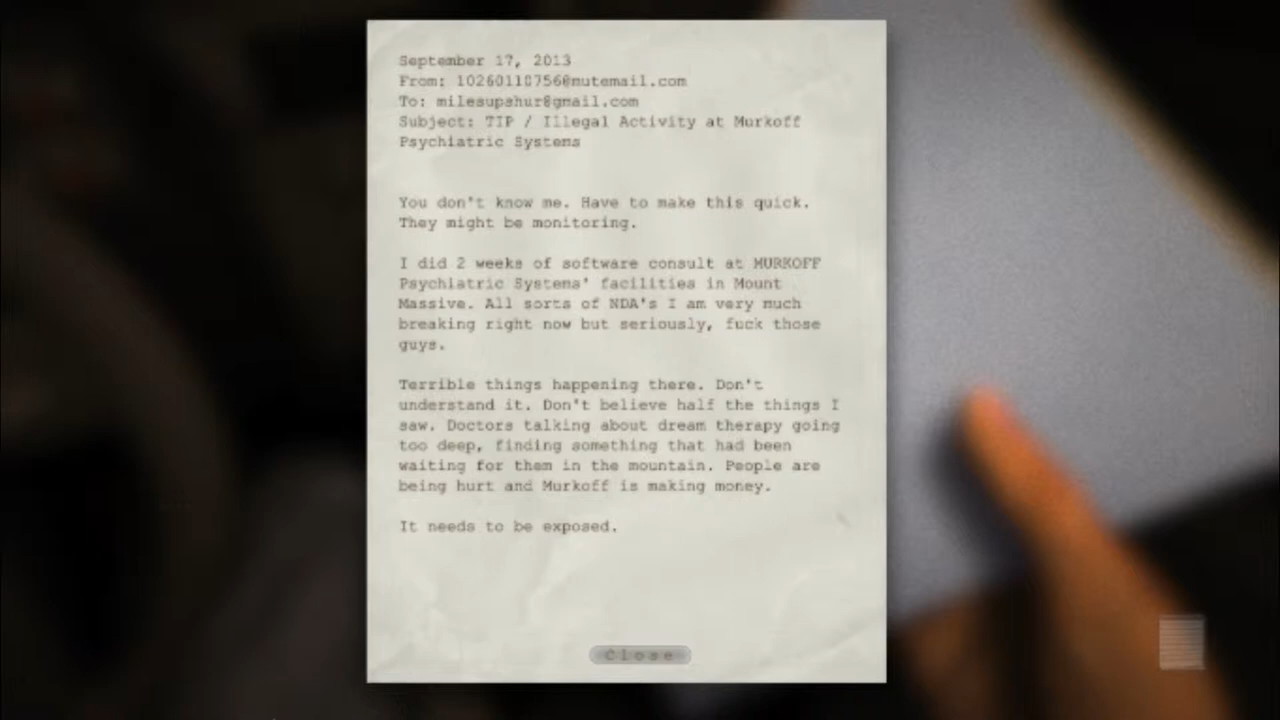 September 17, 2013
From: 10260110756@mutemail.com
To: milesupshur@gmail.com
Subject: TIP / Illegal Activity at Murkoff
Psychiatric Systems
You don't know me. Have to make this quick.
They might be monitoring.
I did 2 weeks of software consult at MURKOFF
Psychiatric Systems' facilities in Mount
Massive. All sorts of NDA's I am very much
breaking right now but seriously, fuck those
guys.
Terrible things happening there. Don't
understand it. Don't believe half the things I
saw. Doctors talking about dream therapy going
too deep, finding something that had been
waiting for them in the mountain. People are
being hurt and Murkoff is making money.
It needs to be exposed.
Close